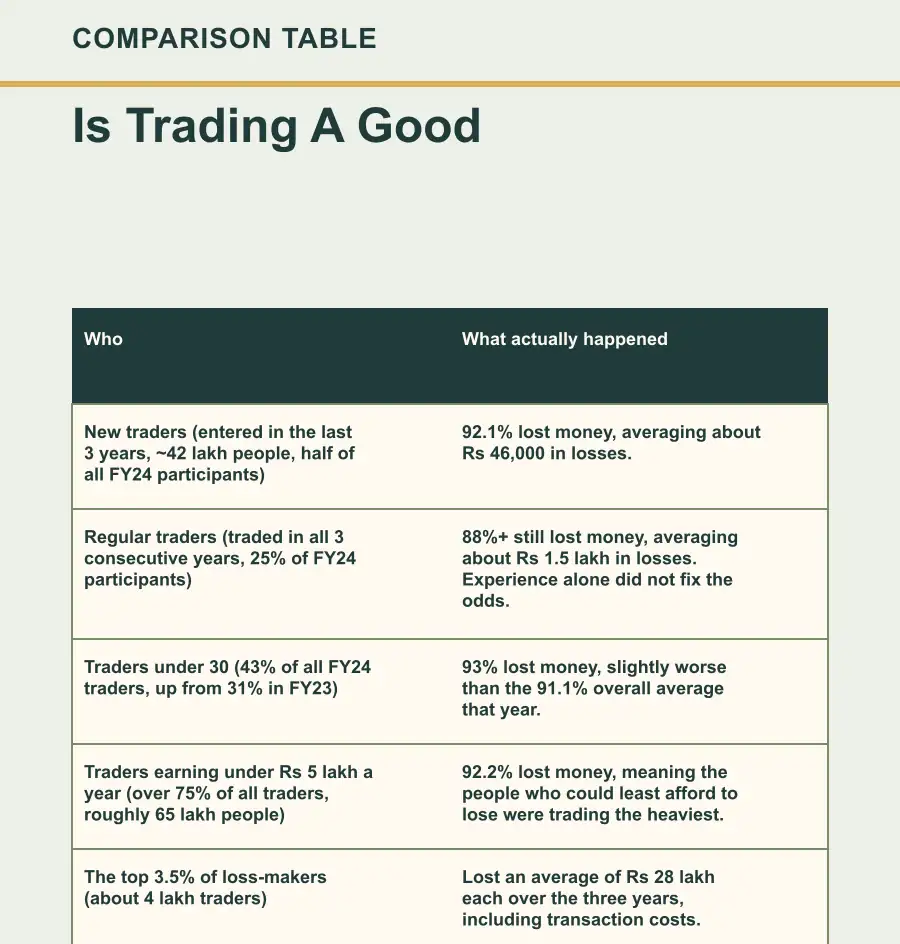 COMPARISON TABLE
Is Trading A Good
Who
What actually happened
New traders (entered in the last
3 years, ~42 lakh people, half of
all FY24 participants)
92.1% lost money, averaging about
Rs 46,000 in losses.
Regular traders (traded in all 3
consecutive years, 25% of FY24
participants)
88%+ still lost money, averaging
about Rs 1.5 lakh in losses.
Experience alone did not fix the
odds.
Traders under 30 (43% of all FY24
traders, up from 31% in FY23)
93% lost money, slightly worse
than the 91.1% overall average
that year.
Traders earning under Rs 5 lakh a
year (over 75% of all traders,
roughly 65 lakh people)
92.2% lost money, meaning the
people who could least afford to
lose were trading the heaviest.
The top 3.5% of loss-makers
(about 4 lakh traders)
Lost an average of Rs 28 lakh
each over the three years,
including transaction costs.